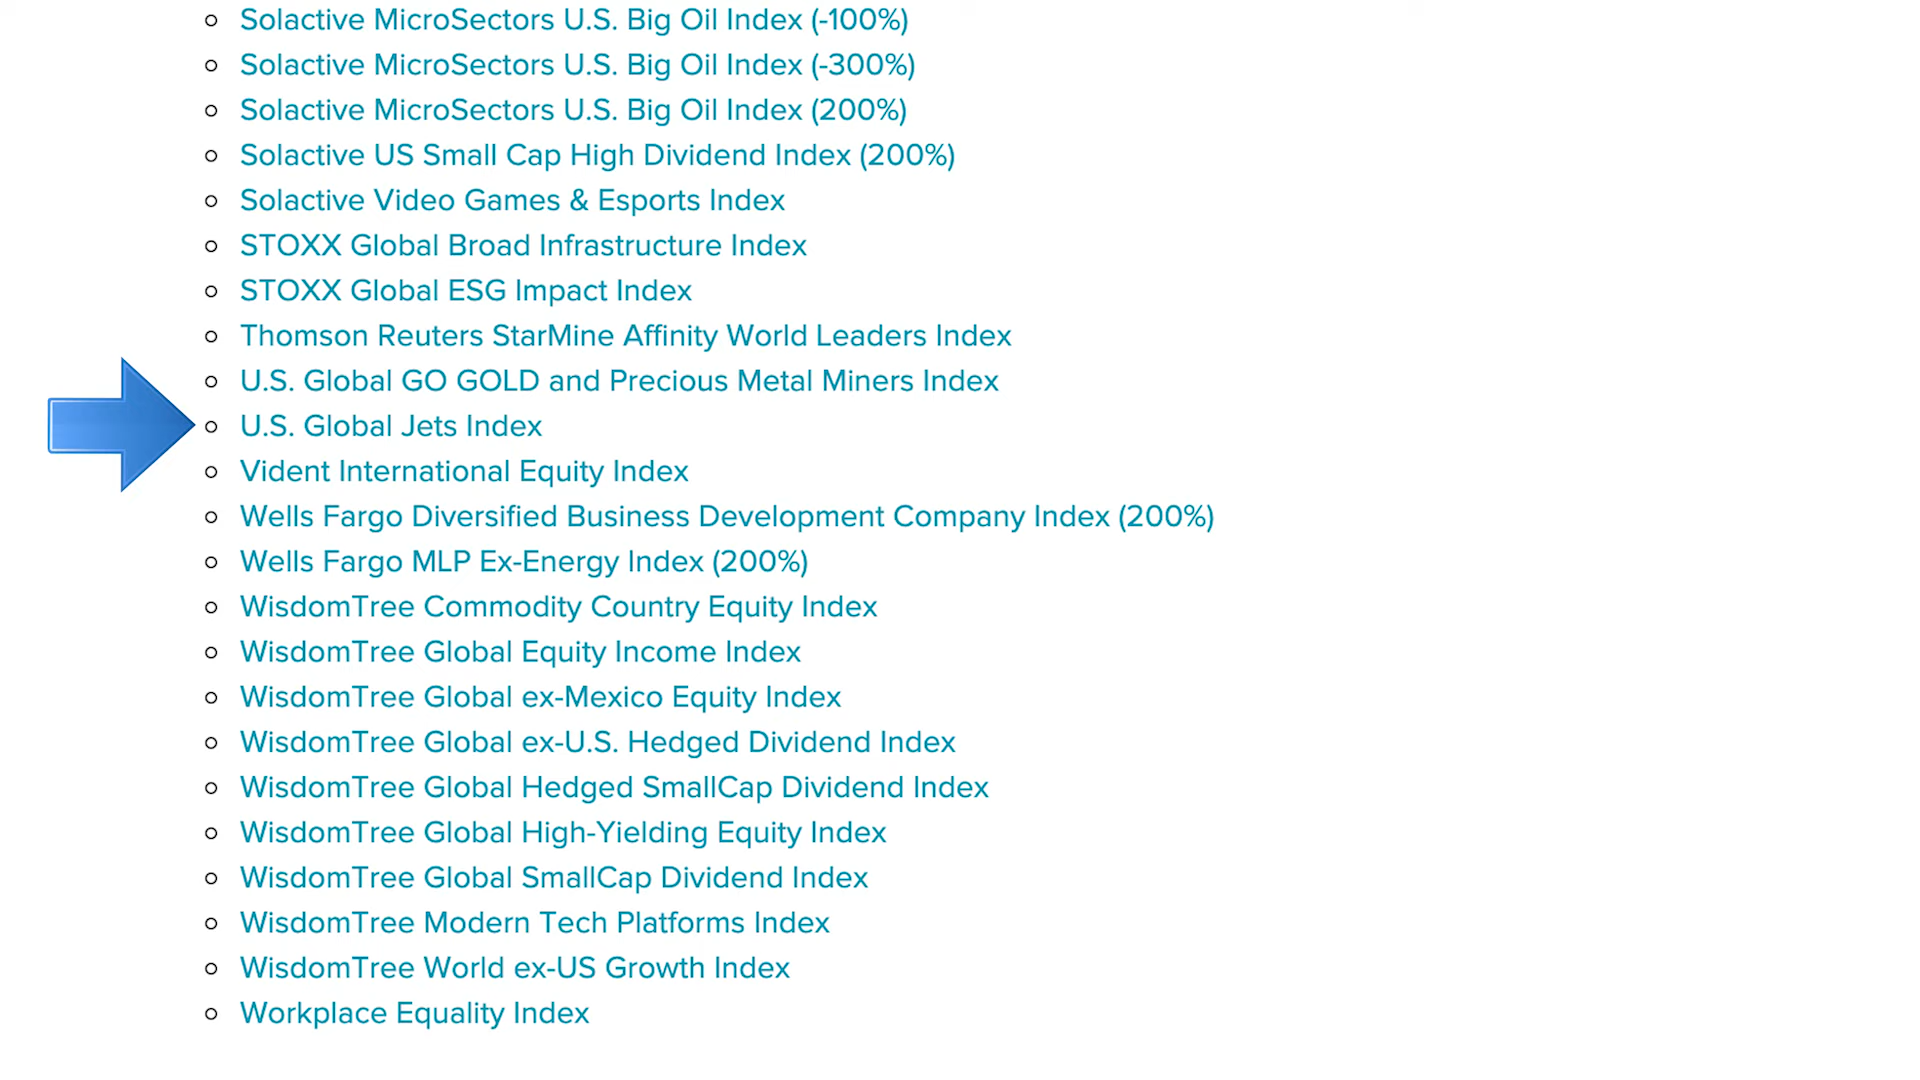 Solactive MicroSectors U.S. Big Oil Index (-100%)
Solactive MicroSectors U.S. Big Oil Index (-300%)
Solactive MicroSectors U.S. Big Oil Index (200%)
Solactive US Small Cap High Dividend Index (200%)
Solactive Video Games & Esports Index
STOXX Global Broad Infrastructure Index
STOXX Global ESG Impact Index
Thomson Reuters StarMine Affinity World Leaders Index
U.S. Global GO GOLD and Precious Metal Miners Index
U.S. Global Jets Index
Vident International Equity Index
Wells Fargo Diversified Business Development Company Index (200%)
Wells Fargo MLP Ex-Energy Index (200%)
WisdomTree Commodity Country Equity Index
WisdomTree Global Equity Income Index
WisdomTree Global ex-Mexico Equity Index
WisdomTree Global ex-U.S. Hedged Dividend Index
WisdomTree Global Hedged SmallCap Dividend Index
WisdomTree Global High-Yielding Equity Index
WisdomTree Global SmallCap Dividend Index
WisdomTree Modern Tech Platforms Index
WisdomTree World ex-US Growth Index
Workplace Equality Index